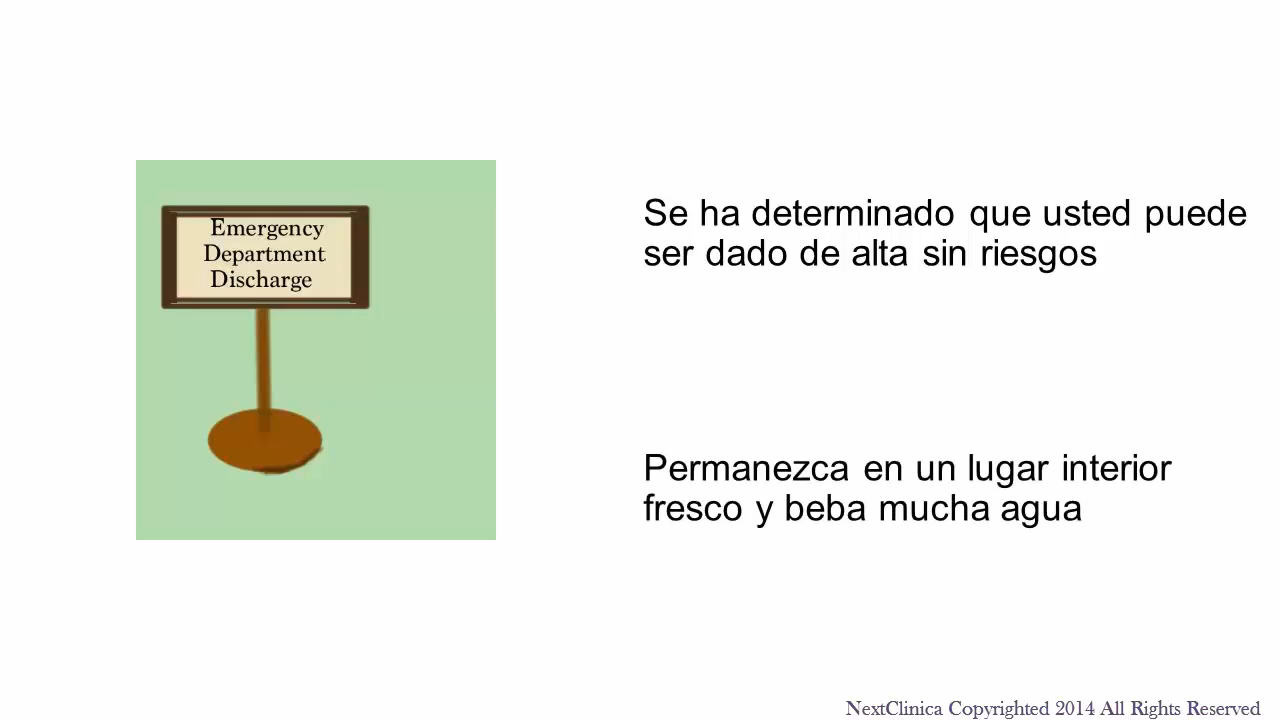 Emergency
Department
Discharge
Se ha determinado que usted puede
ser dado de alta sin riesgos
Permanezca en un lugar interior
fresco y beba mucha agua
NextClinica Copyrighted 2014 All Rights Reserved